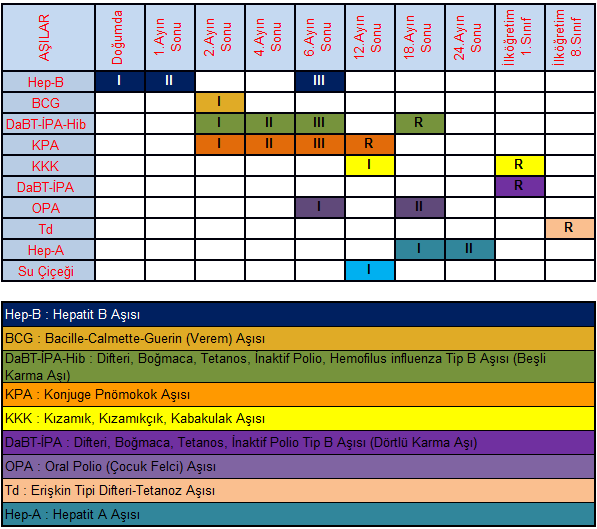 AŞILAR Doğumda 1.Ayın Sonu 2.Ayın Sonu 4.Ayın Sonu 6.Ayın Sonu 12.Ayın Sonu 18.Ayın Sonu 24.Ayın Sonu İlköğretim 1.Sınıf İlköğretim 8.Sınıf
Hep-B I II III
BCG I
DaBT-İPA-Hib I II III R
KPA I II III R
KKK I R
DaBT-İPA R
OPA I II
Td R
Hep-A I II
Su Çiçeği I
Hep-B : Hepatit B Aşısı
BCG : Bacille-Calmette-Guerin (Verem) Aşısı
DaBT-İPA-Hib : Difteri, Boğmaca, Tetanos, İnaktif Polio, Hemofilus influenza Tip B Aşısı (Beşli
Karma Aşı)
KPA : Konjuge Pnömokok Aşısı
KKK : Kızamık, Kızamıkçık, Kabakulak Aşısı
DaBT-İPA : Difteri, Boğmaca, Tetanos, İnaktif Polio Tip B Aşısı (Dörtlü Karma Aşı)
OPA : Oral Polio (Çocuk Felci) Aşısı
Td : Erişkin Tipi Difteri-Tetanoz Aşısı
Hep-A : Hepatit A Aşısı